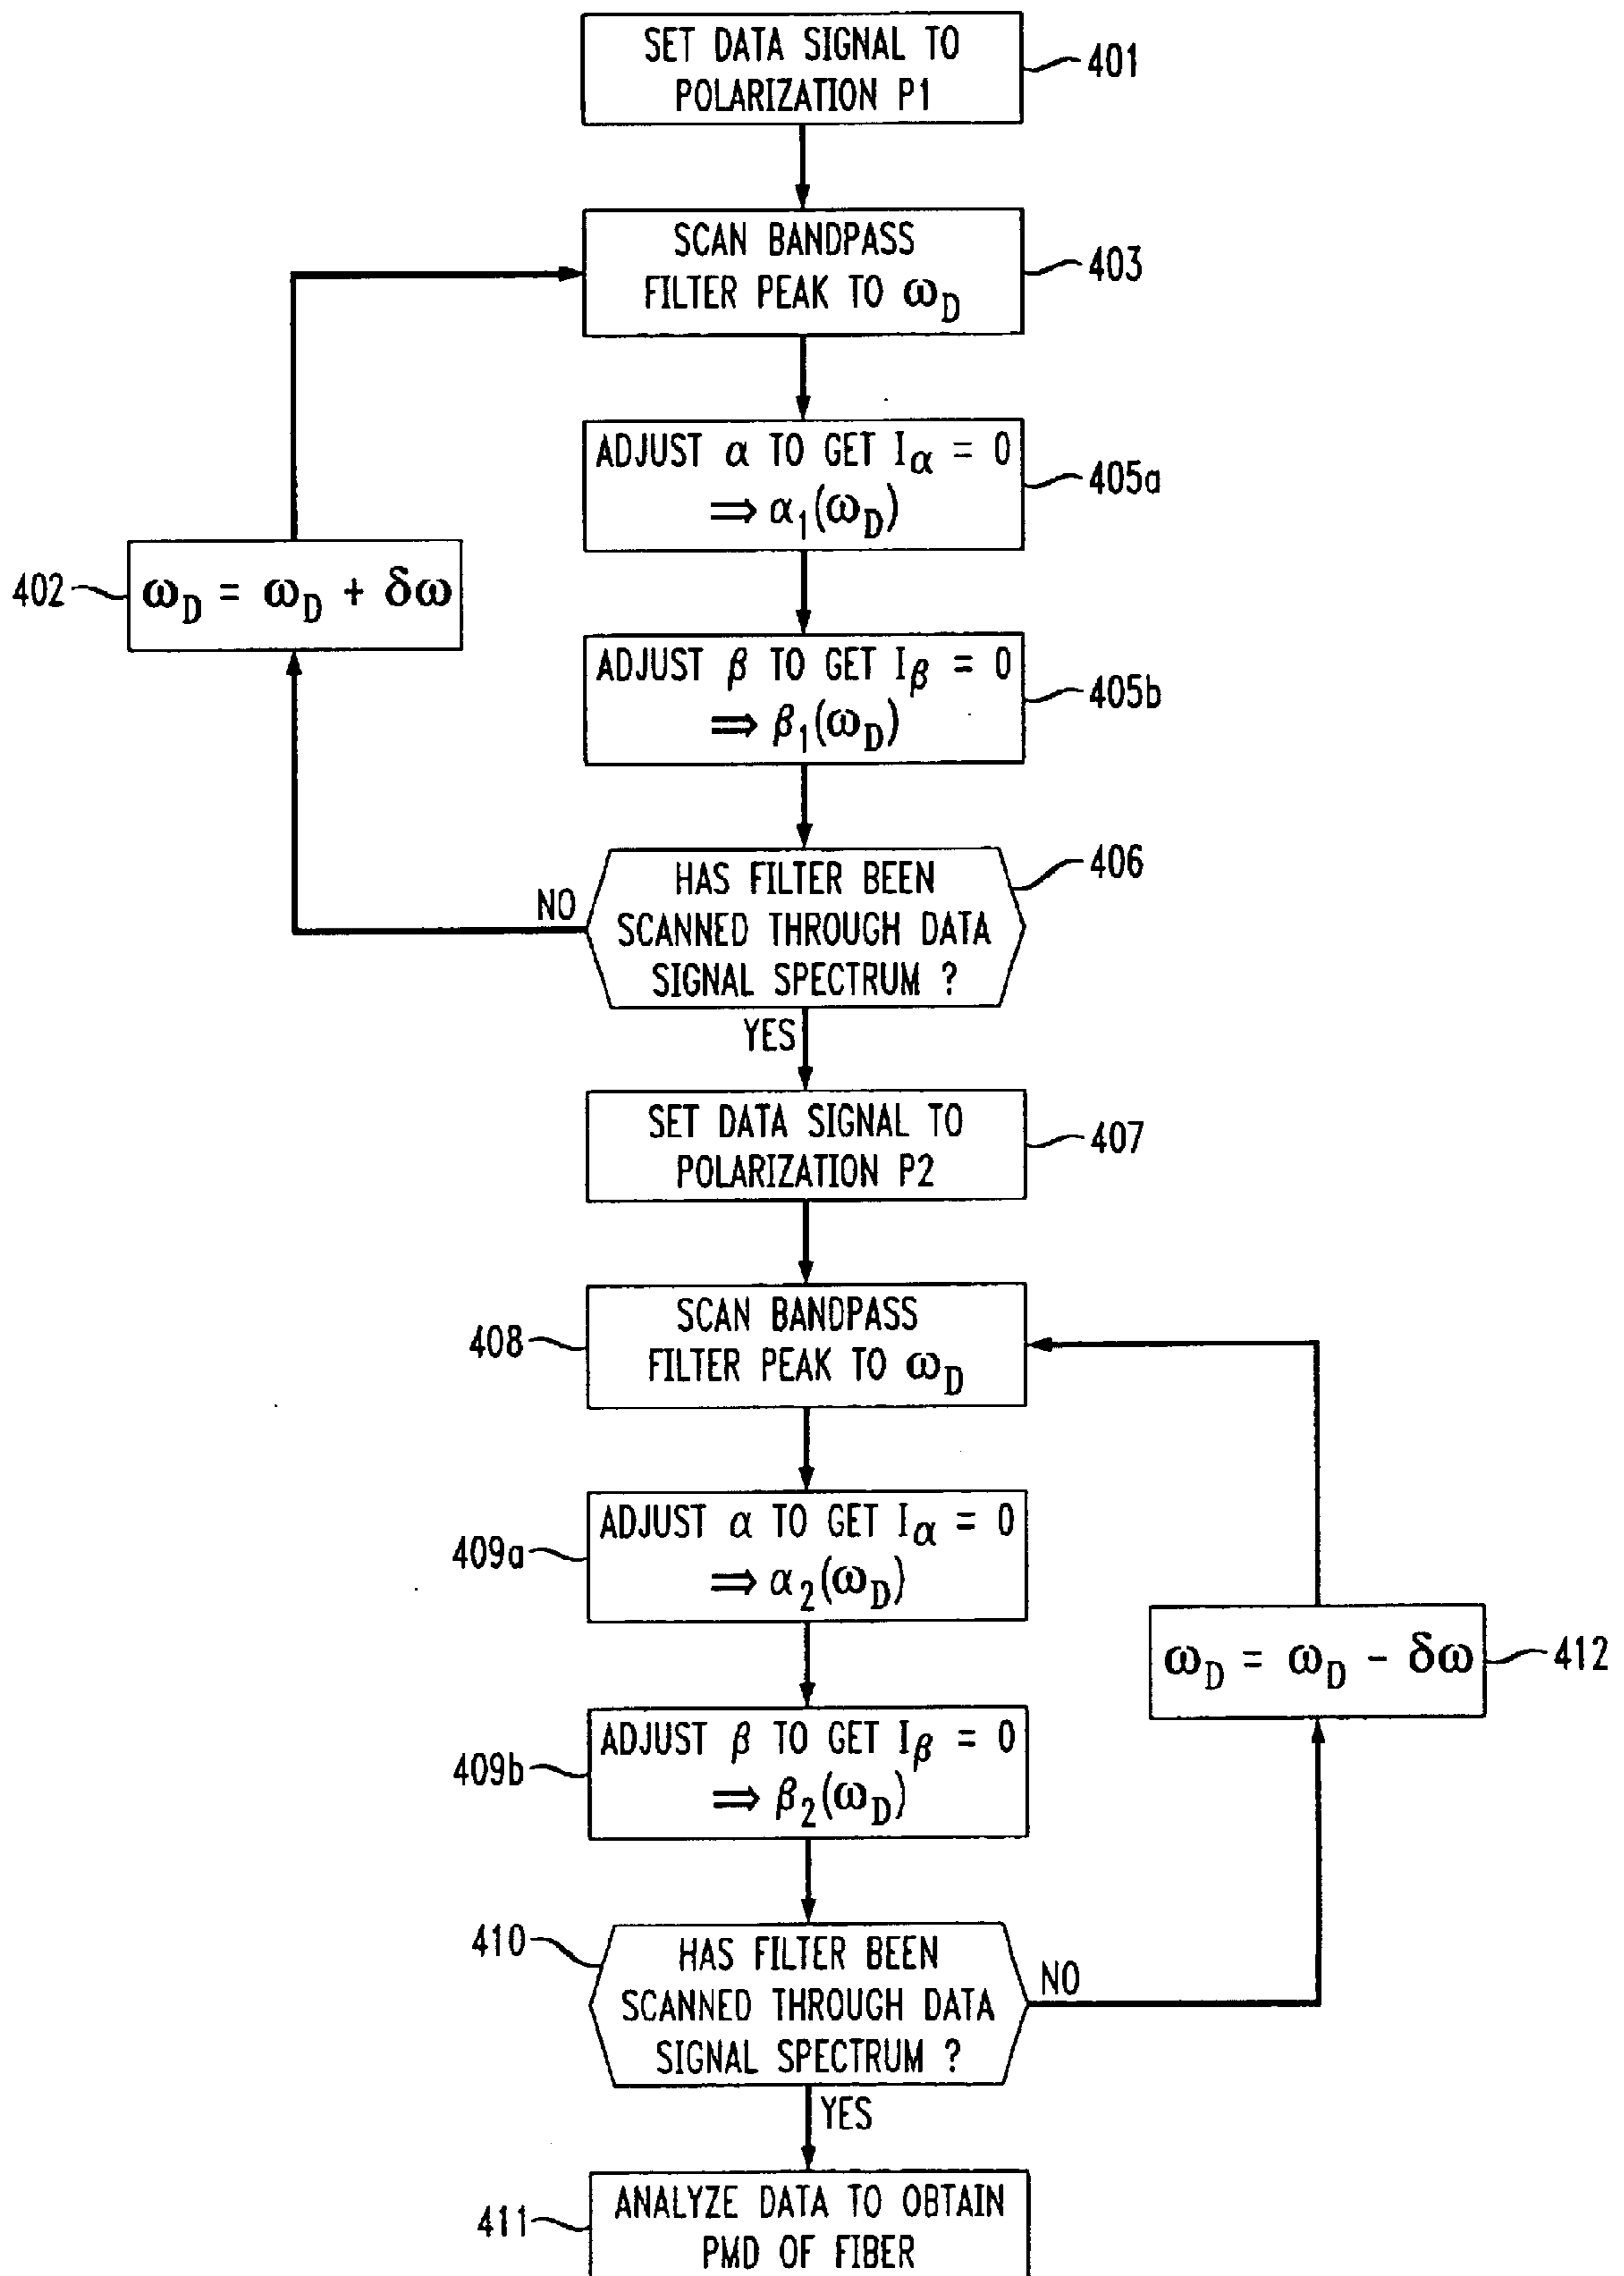 SET DATA SIGNAL TO
POLARIZATION P1
401
SCAN BANDPASS
FILTER PEAK TO ωD
403
ADJUST α TO GET Iα = 0
⇒ α1(ωD)
405a
402
ωD = ωD + δω
ADJUST β TO GET Iβ = 0
⇒ β1(ωD)
405b
HAS FILTER BEEN
SCANNED THROUGH DATA
SIGNAL SPECTRUM ?
406
NO
YES
SET DATA SIGNAL TO
POLARIZATION P2
407
SCAN BANDPASS
FILTER PEAK TO ωD
408
ADJUST α TO GET Iα = 0
⇒ α2(ωD)
409a
ωD = ωD - δω
412
ADJUST β TO GET Iβ = 0
⇒ β2(ωD)
409b
HAS FILTER BEEN
SCANNED THROUGH DATA
SIGNAL SPECTRUM ?
410
NO
YES
ANALYZE DATA TO OBTAIN
PMD OF FIBER
411